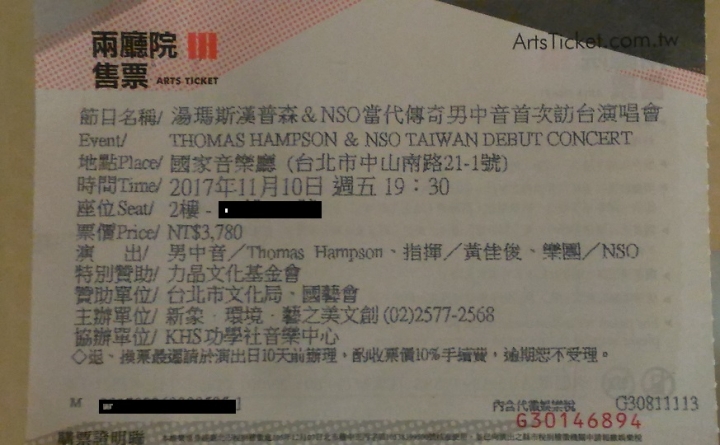 兩廳院
售票 ARTS TICKET
ArtsTicket.com.tw
節目名稱/ 湯瑪斯漢普森＆NSO當代傳奇男中音首次訪台演唱會
Event/ THOMAS HAMPSON & NSO TAIWAN DEBUT CONCERT
地點Place/ 國家音樂廳 (台北市中山南路21-1號)
時間Time/ 2017年11月10日 週五 19：30
座位Seat/ 2樓 -
票價Price/ NT$3,780
演 出/ 男中音／Thomas Hampson、指揮／黃佳俊、樂團／NSO
特別贊助/ 力品文化基金會
贊助單位/ 台北市文化局、國藝會
主辦單位/ 新象．環境．藝之美文創 (02)2577-2568
協辦單位/ KHS功學社音樂中心
◇退、換票最遲請於演出日10天前辦理，酌收票價10%手續費，逾期恕不受理。
M
內含代徵娛樂稅 G30811113
G30146894
購票證明聯